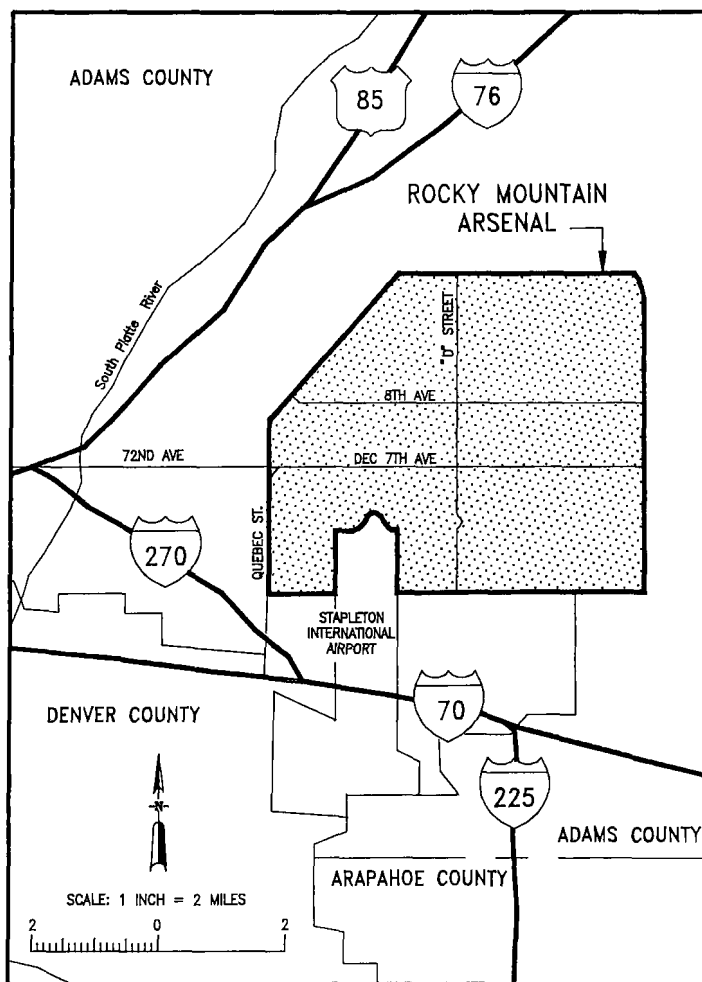 ADAMS COUNTY
85
76
ROCKY MOUNTAIN
ARSENAL
South Platte River
"D" STREET
8TH AVE
72ND AVE
DEC 7TH AVE
QUEBEC ST.
270
STAPLETON
INTERNATIONAL
AIRPORT
70
DENVER COUNTY
225
N
ADAMS COUNTY
ARAPAHOE COUNTY
SCALE: 1 INCH = 2 MILES
2 0 2